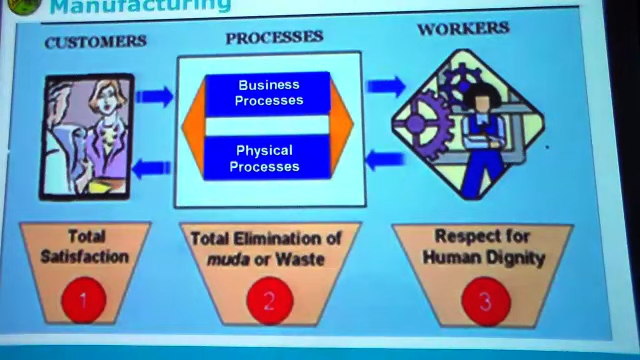 Manufacturing
CUSTOMERS
PROCESSES
WORKERS
Business
Processes
Physical
Processes
Total
Satisfaction
1
Total Elimination of
muda or Waste
2
Respect for
Human Dignity
3